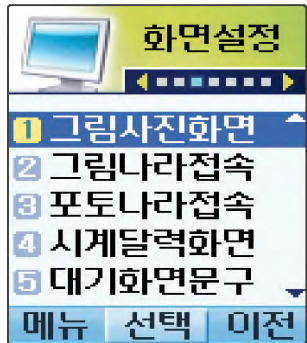 화면설정
1 그림사진화면
2 그림나라접속
3 포토나라접속
4 시계달력화면
5 대기화면문구
메뉴 선택 이전